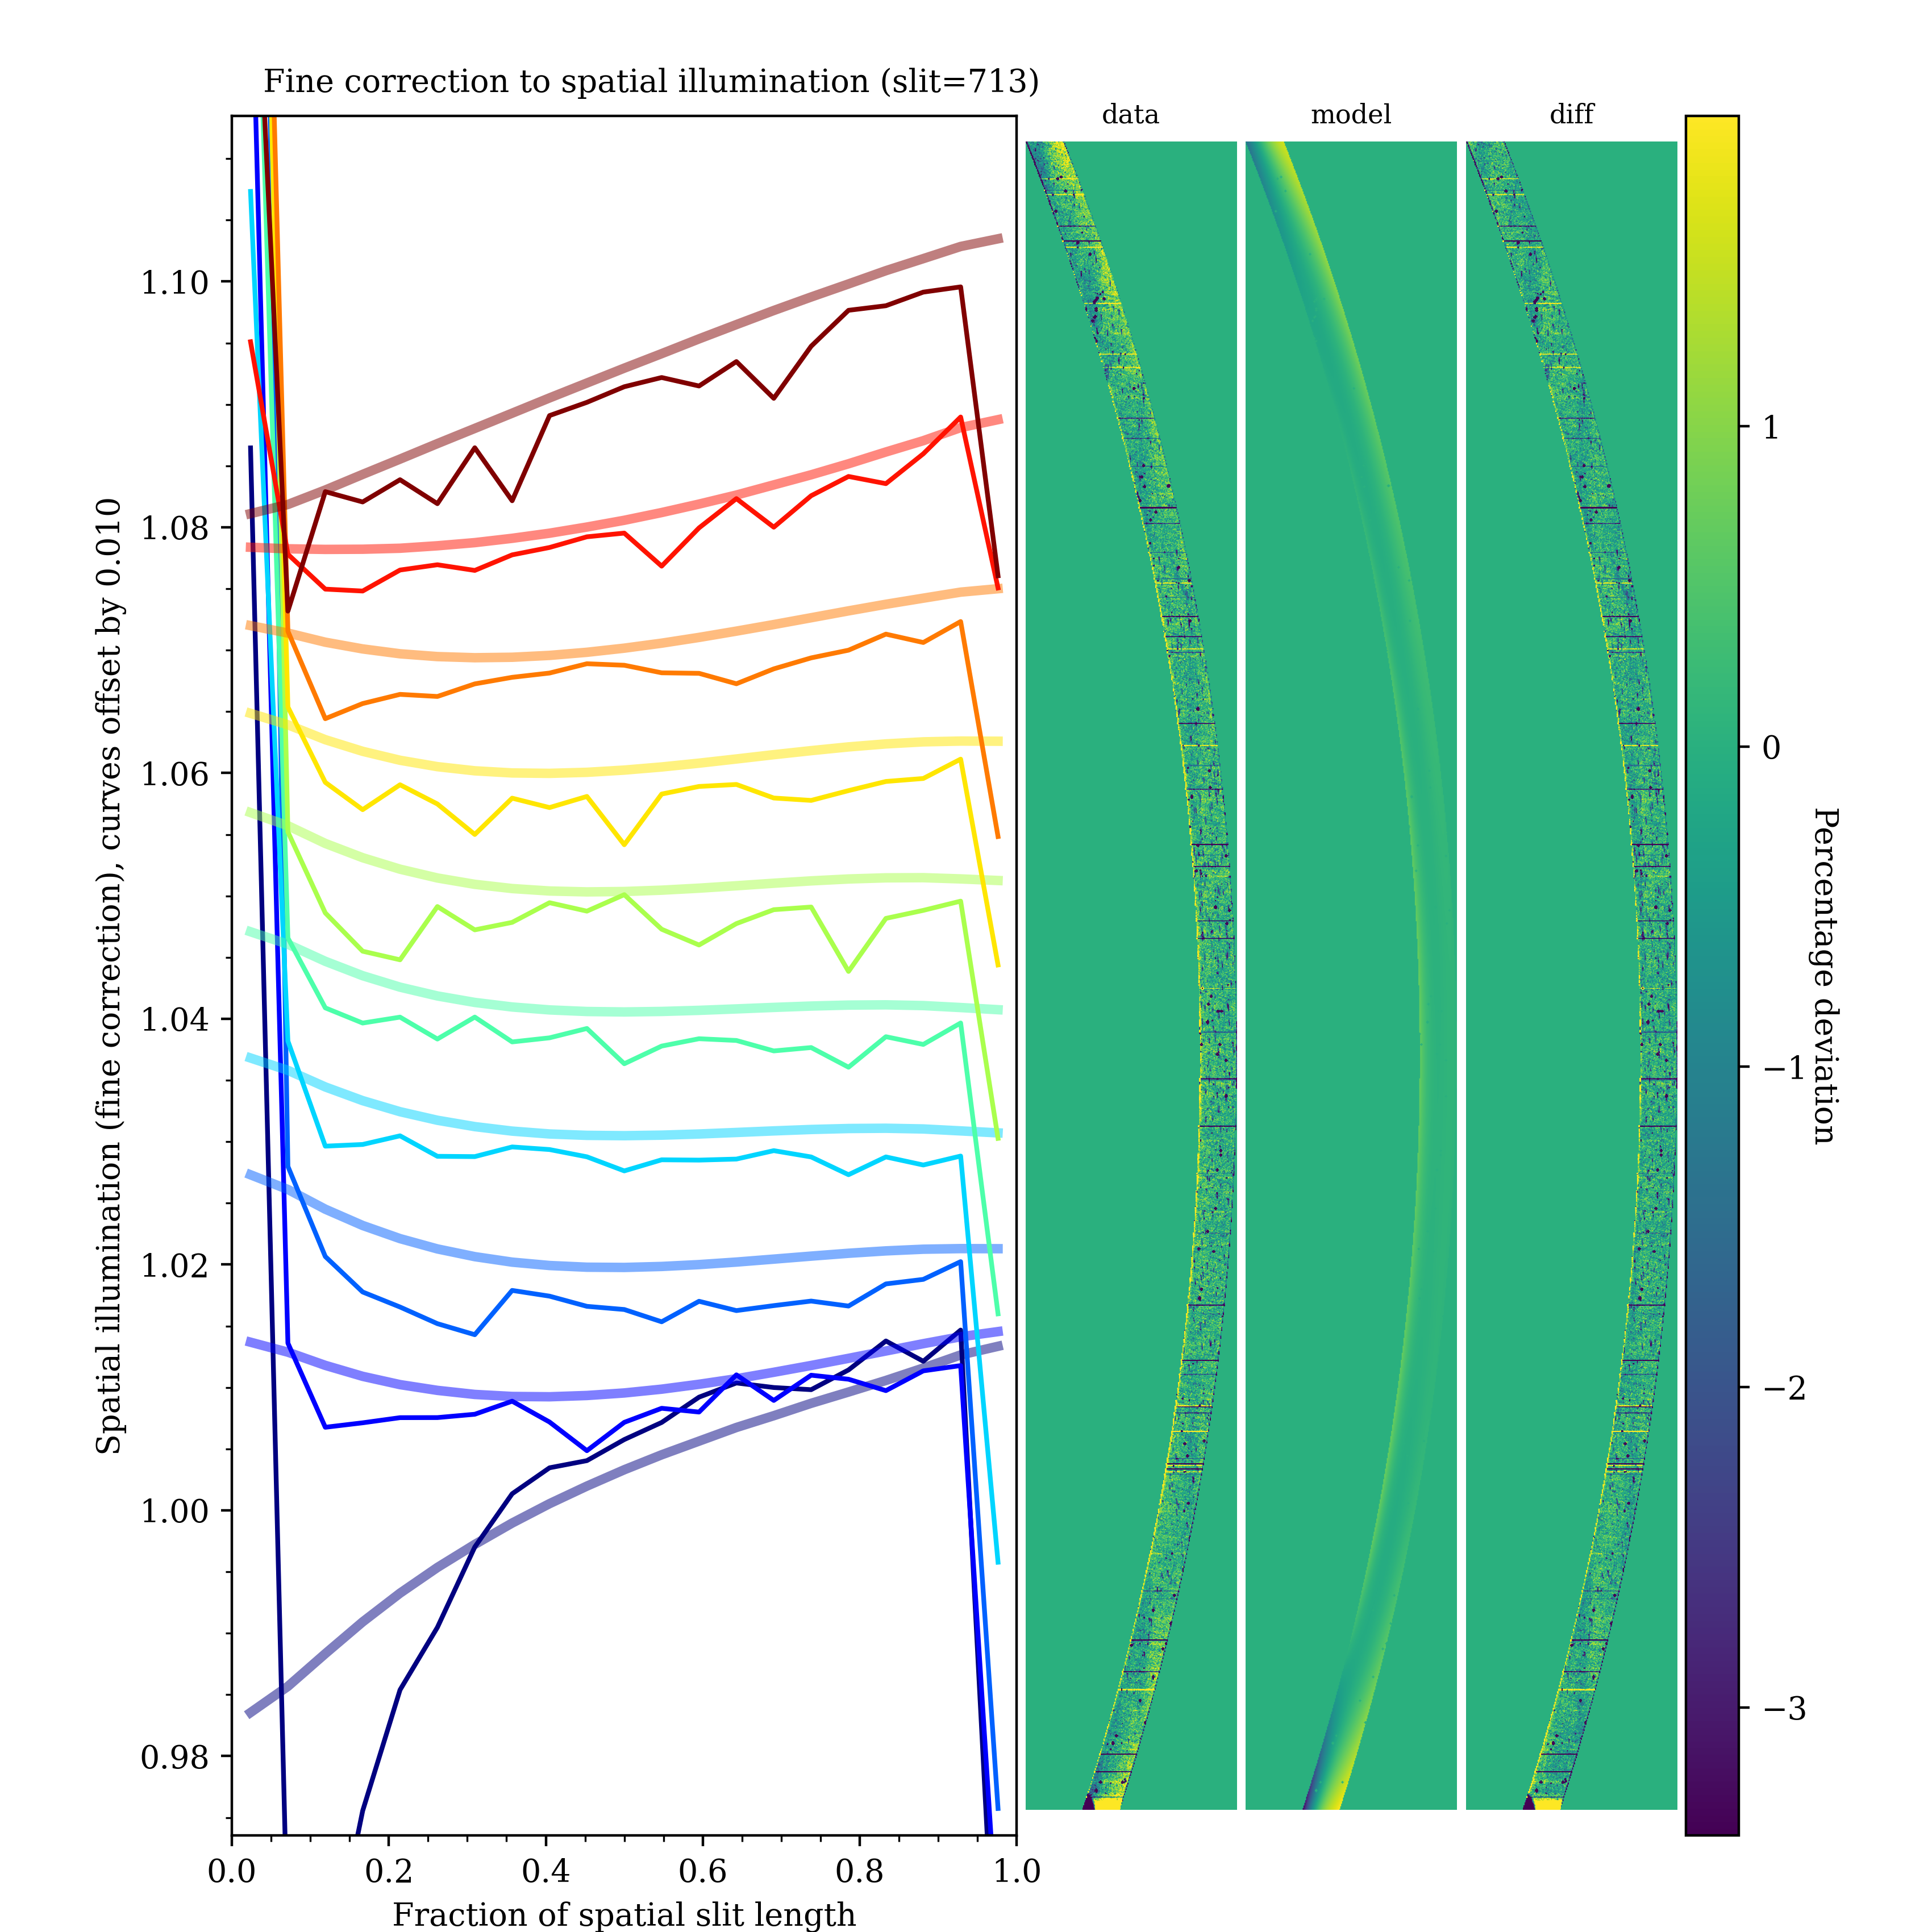 Fine correction to spatial illumination (slit=713)
data
model
diff
Spatial illumination (fine correction), curves offset by 0.010
1.10
1.08
1.06
1.04
1.02
1.00
0.98
0.0 0.2 0.4 0.6 0.8 1.0
Fraction of spatial slit length
1
0
−1
−2
−3
Percentage deviation